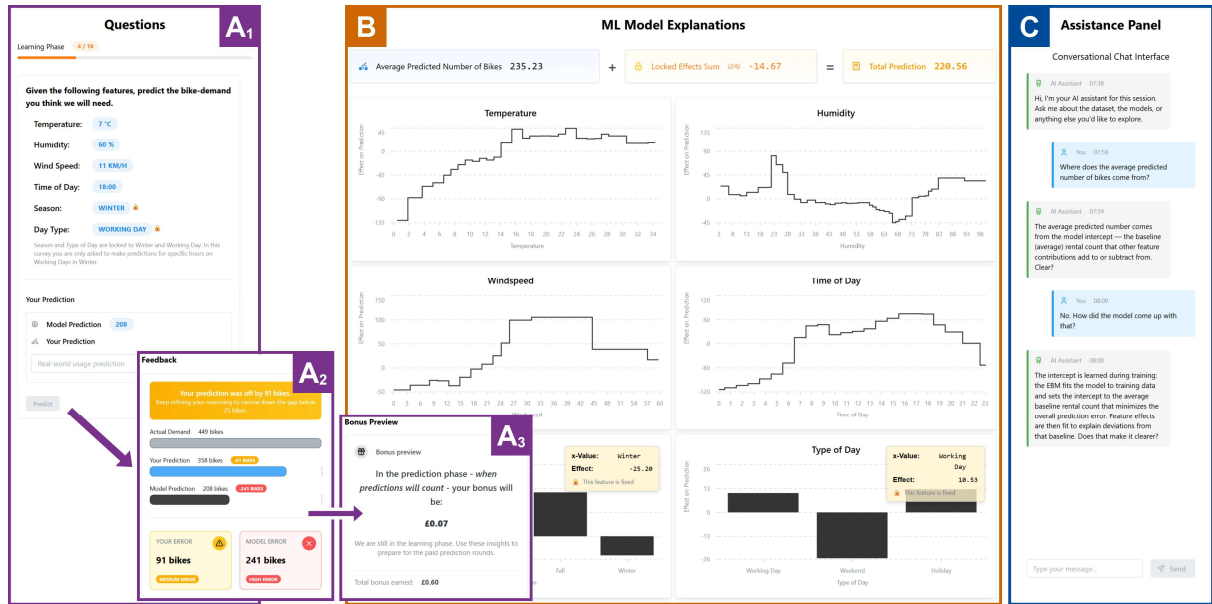 Questions
A1
Learning Phase 4 / 16
Given the following features, predict the bike-demand
you think we will need.
Temperature: 7 °C
Humidity: 60 %
Wind Speed: 11 KM/H
Time of Day: 18:00
Season: WINTER
Day Type: WORKING DAY
Season and Type of Day are locked to Winter and Working Day. In this
survey you are only asked to make predictions for specific hours on
Working Days in Winter.
Your Prediction
Model Prediction 208
Your Prediction
Real-world usage prediction
Predict
Feedback
A2
Your prediction was off by 91 bikes.
Keep refining your reasoning to narrow down the gap before
25 bikes.
Actual Demand 449 bikes
Your Prediction 358 bikes -91 BIKES
Model Prediction 208 bikes -241 BIKES
YOUR ERROR
91 bikes
MEDIUM ERROR
MODEL ERROR
241 bikes
HIGH ERROR
Bonus Preview
A3
Bonus preview
In the prediction phase - when
predictions will count - your bonus will
be:
£0.07
We are still in the learning phase. Use these insights to
prepare for the paid prediction rounds.
Total bonus earned: £0.60
B
ML Model Explanations
Average Predicted Number of Bikes 235.23 + Locked Effects Sum (2/6) -14.67 = Total Prediction 220.56
Temperature
Effect on Prediction
45
0
-45
-90
-135
0 2 4 6 8 10 12 14 16 18 20 22 24 26 28 30 32 34
Temperature
Humidity
Effect on Prediction
135
90
45
0
-45
3 8 13 18 23 28 33 38 43 48 53 58 63 68 73 78 83 88 93 98
Humidity
Windspeed
Effect on Prediction
150
100
50
0
-50
0 3 6 9 12 15 18 21 24 27 30 33 36 39 42 45 48 51 54 57 60
Windspeed
Time of Day
Effect on Prediction
120
60
0
-60
-120
0 1 2 3 4 5 6 7 8 9 10 11 12 13 14 15 16 17 18 19 20 21 22 23
Time of Day
x-Value: Winter
Effect: -25.20
This feature is fixed
Fall Winter
Type of Day
Effect on Prediction
26
13
0
-13
-26
x-Value: Working
Day
Effect: 10.53
This feature is fixed
Working Day Weekend Holiday
Type of Day
C
Assistance Panel
Conversational Chat Interface
AI Assistant 07:38
Hi, I'm your AI assistant for this session.
Ask me about the dataset, the models, or
anything else you'd like to explore.
You 07:59
Where does the average predicted
number of bikes come from?
AI Assistant 07:59
The average predicted number comes
from the model intercept — the baseline
(average) rental count that other feature
contributions add to or subtract from.
Clear?
You 08:00
No. How did the model come up with
that?
AI Assistant 08:00
The intercept is learned during training:
the EBM fits the model to training data
and sets the intercept to the average
baseline rental count that minimizes the
overall prediction error. Feature effects
are then fit to explain deviations from
that baseline. Does that make it clearer?
Type your message...
Send